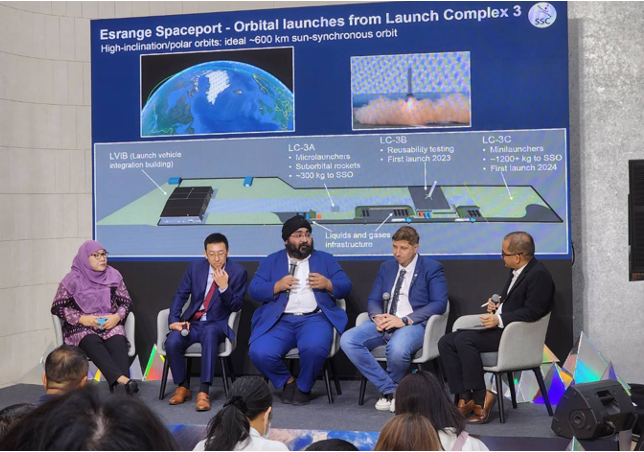 Esrange Spaceport - Orbital launches from Launch Complex 3
SSC
High-inclination/polar orbits: ideal ~600 km sun-synchronous orbit
LVIB (Launch vehicle
integration building)
LC-3A
• Microlaunchers
• Suborbital rockets
• ~300 kg to SSO
LC-3B
• Reusability testing
• First launch 2023
LC-3C
• Minilaunchers
• ~1200+ kg to SSO
• First launch 2024
Liquids and gases
infrastructure